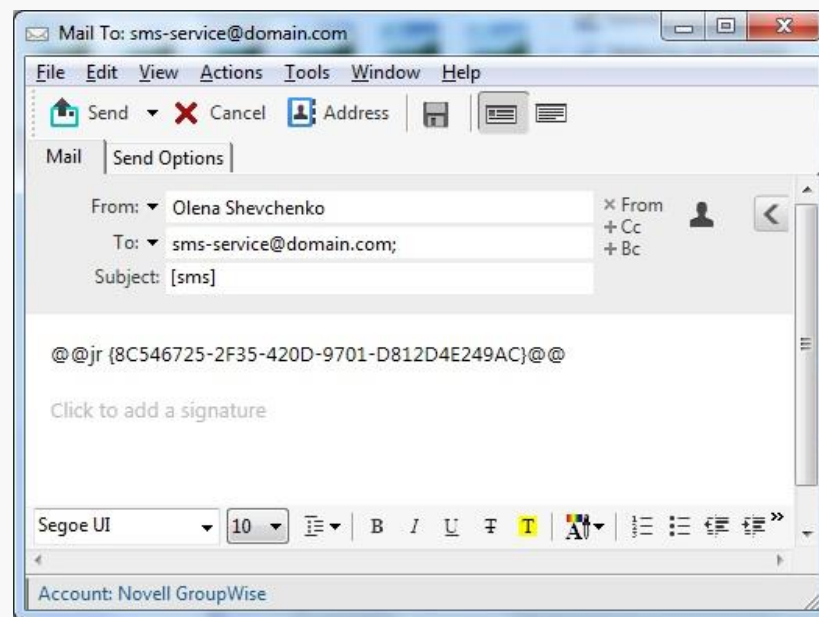 Mail To: sms-service@domain.com
File Edit View Actions Tools Window Help
Send Cancel Address
Mail Send Options
From: Olena Shevchenko × From
+ Cc
To: sms-service@domain.com;
+ Bc
Subject: [sms]
@@jr {8C546725-2F35-420D-9701-D812D4E249AC}@@
Click to add a signature
Segoe UI 10 B I U T T A »
Account: Novell GroupWise